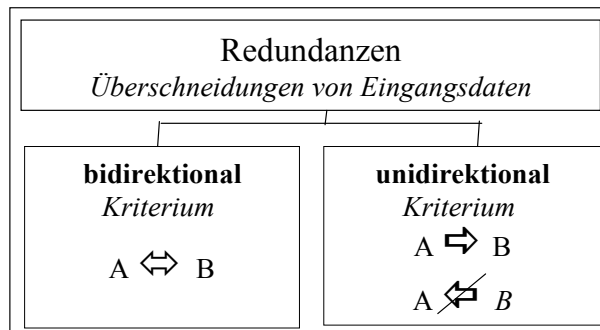 Redundanzen
Überschneidungen von Eingangsdaten
bidirektional
Kriterium
A ⇔ B
unidirektional
Kriterium
A ⇨ B
A ⇦ B